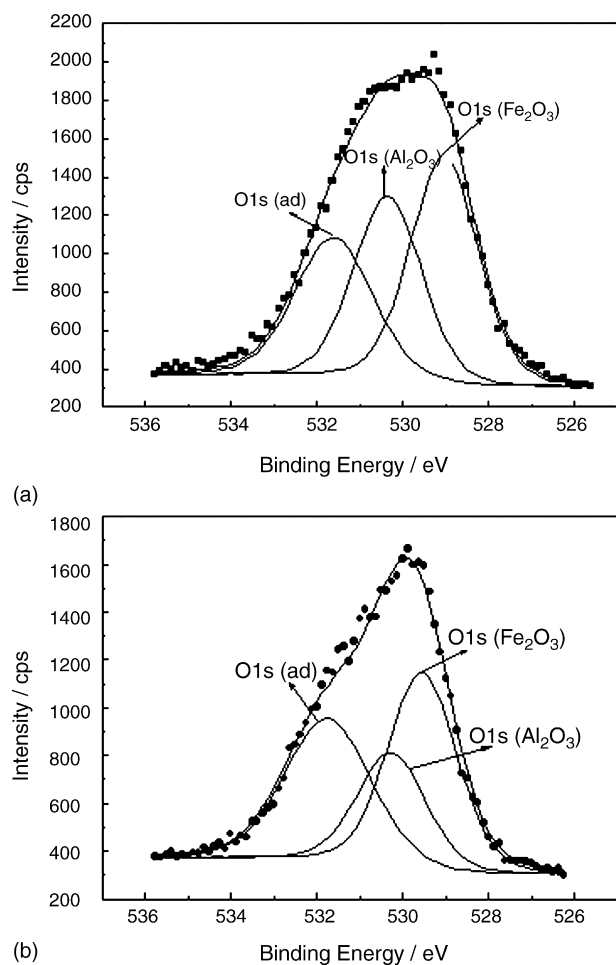 2200
2000
1800
1600
1400
1200
1000
800
600
400
200
Intensity / cps
O1s (Fe₂O₃)
O1s (Al₂O₃)
O1s (ad)
536 534 532 530 528 526
Binding Energy / eV
(a)
1800
1600
1400
1200
1000
800
600
400
200
Intensity / cps
O1s (Fe₂O₃)
O1s (ad)
O1s (Al₂O₃)
536 534 532 530 528 526
Binding Energy / eV
(b)